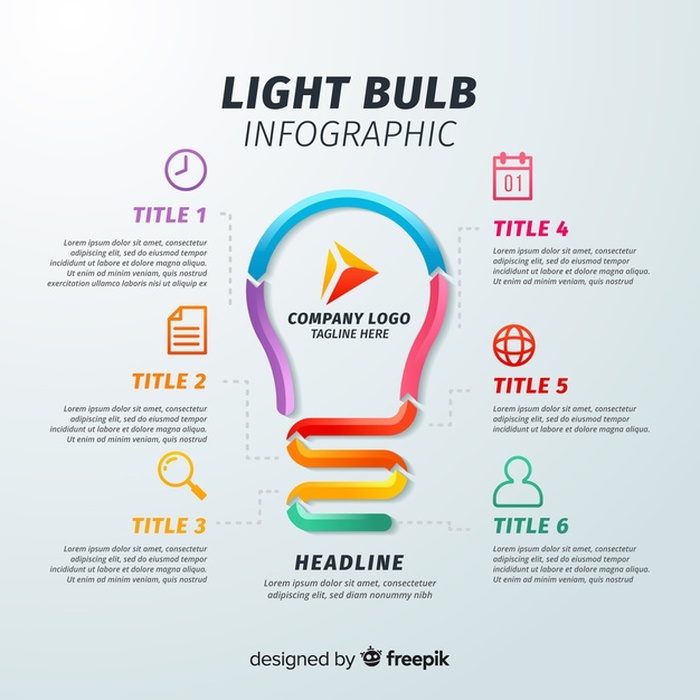 LIGHT BULB
INFOGRAPHIC
TITLE 1
Lorem ipsum dolor sit amet, consectetur
adipiscing elit, sed do eiusmod tempor
incididunt ut labore et dolore magna aliqua.
Ut enim ad minim veniam, quis nostrud
exercitation ullamco laboris nisi ut aliquip ex
TITLE 2
Lorem ipsum dolor sit amet, consectetur
adipiscing elit, sed do eiusmod tempor
incididunt ut labore et dolore magna aliqua.
Ut enim ad minim veniam, quis nostrud
TITLE 3
Lorem ipsum dolor sit amet, consectetur
adipiscing elit, sed do eiusmod tempor
incididunt ut labore et dolore magna aliqua.
Ut enim ad minim veniam, quis nostrud
COMPANY LOGO
TAGLINE HERE
01
TITLE 4
Lorem ipsum dolor sit amet, consectetur
adipiscing elit, sed do eiusmod tempor
incididunt ut labore et dolore magna aliqua.
Ut enim ad minim veniam, quis nostrud
TITLE 5
Lorem ipsum dolor sit amet, consectetur
adipiscing elit, sed do eiusmod tempor
incididunt ut labore et dolore magna aliqua.
TITLE 6
Lorem ipsum dolor sit amet, consectetur
adipiscing elit, sed do eiusmod tempor
incididunt ut labore et dolore magna aliqua.
Ut enim ad minim veniam, quis nostrud
HEADLINE
Lorem ipsum dolor sit amet, consectetuer
adipiscing elit, sed diam nonummy nibh
designed by freepik